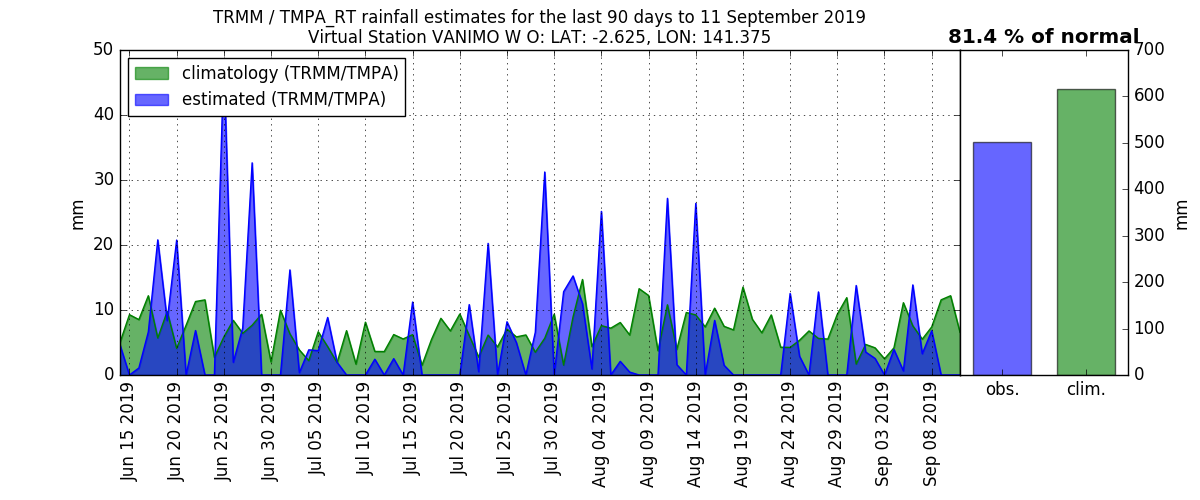 TRMM / TMPA_RT rainfall estimates for the last 90 days to 11 September 2019
Virtual Station VANIMO W O: LAT: -2.625, LON: 141.375
81.4 % of normal
climatology (TRMM/TMPA)
estimated (TRMM/TMPA)
50
40
30
20
10
0
mm
Jun 15 2019
Jun 20 2019
Jun 25 2019
Jun 30 2019
Jul 05 2019
Jul 10 2019
Jul 15 2019
Jul 20 2019
Jul 25 2019
Jul 29 2019
Aug 04 2019
Aug 09 2019
Aug 14 2019
Aug 19 2019
Aug 24 2019
Aug 29 2019
Sep 03 2019
Sep 08 2019
obs.
clim.
700
600
500
400
300
200
100
0
mm